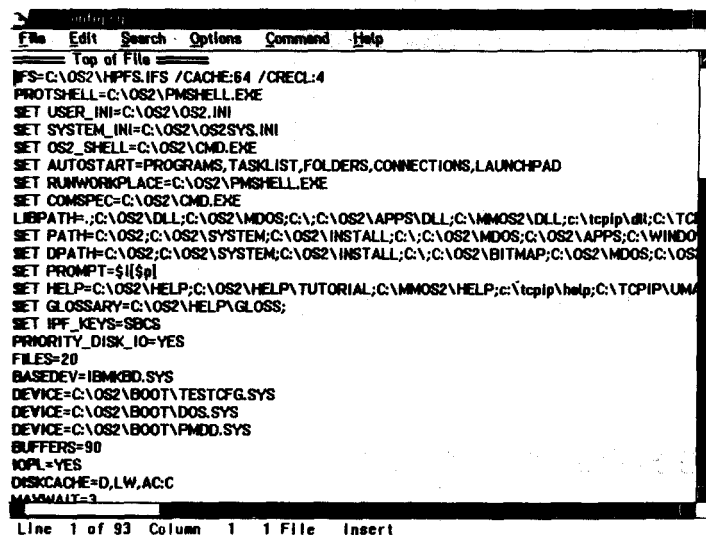 config.sys
File Edit Search Options Command Help
===== Top of File =====
IFS=C:\OS2\HPFS.IFS /CACHE:64 /CRECL:4
PROTSHELL=C:\OS2\PMSHELL.EXE
SET USER_INI=C:\OS2\OS2.INI
SET SYSTEM_INI=C:\OS2\OS2SYS.INI
SET OS2_SHELL=C:\OS2\CMD.EXE
SET AUTOSTART=PROGRAMS,TASKLIST,FOLDERS,CONNECTIONS,LAUNCHPAD
SET RUNWORKPLACE=C:\OS2\PMSHELL.EXE
SET COMSPEC=C:\OS2\CMD.EXE
LIBPATH=.;C:\OS2\DLL;C:\OS2\MDOS;C:\;C:\OS2\APPS\DLL;C:\MMOS2\DLL;c:\tcpip\dll;C:\TCI
SET PATH=C:\OS2;C:\OS2\SYSTEM;C:\OS2\INSTALL;C:\;C:\OS2\MDOS;C:\OS2\APPS;C:\WINDO
SET DPATH=C:\OS2;C:\OS2\SYSTEM;C:\OS2\INSTALL;C:\;C:\OS2\BITMAP;C:\OS2\MDOS;C:\OS2
SET PROMPT=$i[$p]
SET HELP=C:\OS2\HELP;C:\OS2\HELP\TUTORIAL;C:\MMOS2\HELP;c:\tcpip\help;C:\TCPIP\UMA
SET GLOSSARY=C:\OS2\HELP\GLOSS;
SET IPF_KEYS=SBCS
PRIORITY_DISK_IO=YES
FILES=20
BASEDEV=IBMKBD.SYS
DEVICE=C:\OS2\BOOT\TESTCFG.SYS
DEVICE=C:\OS2\BOOT\DOS.SYS
DEVICE=C:\OS2\BOOT\PMDD.SYS
BUFFERS=90
IOPL=YES
DISKCACHE=D,LW,AC:C
MAXWAIT=3
Line 1 of 93 Column 1 1 File Insert